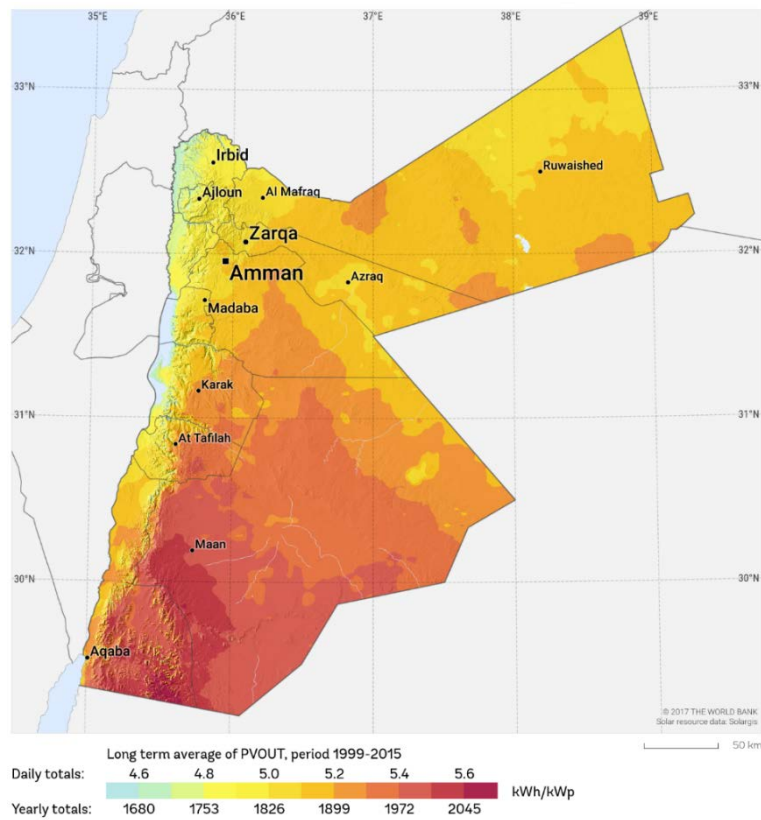 35°E 36°E 37°E 38°E 39°E
33°N 33°N
Irbid
Ruwaished
Ajloun Al Mafraq
Zarqa
32°N 32°N
Amman
Azraq
Madaba
Karak
31°N 31°N
At Tafilah
Maan
30°N 30°N
Aqaba
© 2017 THE WORLD BANK
Solar resource data: Solargis
50 km
Long term average of PVOUT, period 1999-2015
Daily totals: 4.6 4.8 5.0 5.2 5.4 5.6
kWh/kWp
Yearly totals: 1680 1753 1826 1899 1972 2045